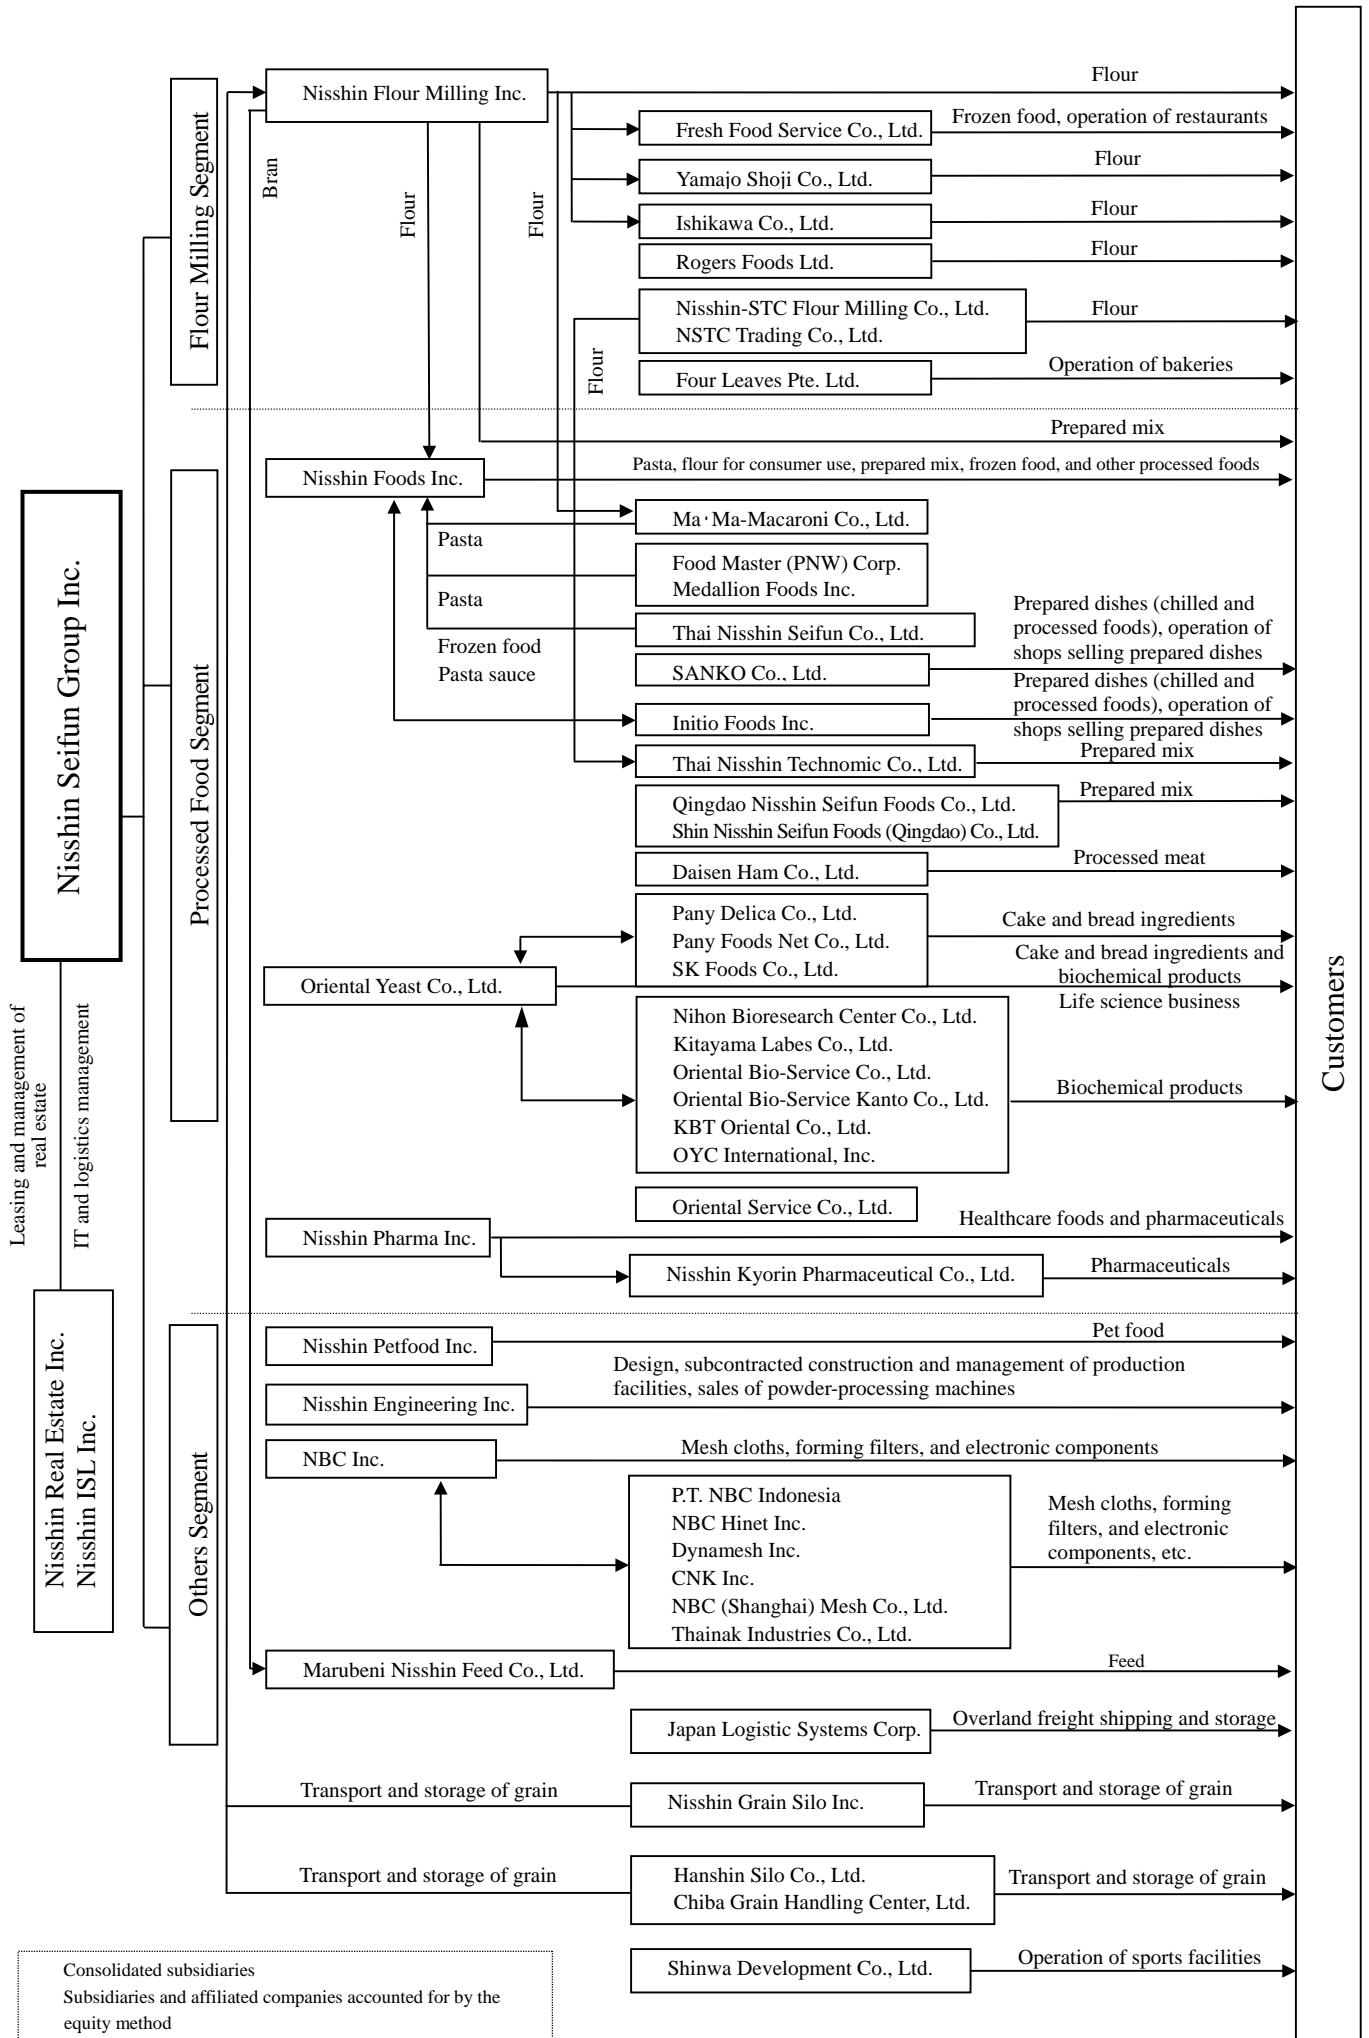 Nisshin Seifun Group Inc.
Leasing and management of
real estate
IT and logistics management
Nisshin Real Estate Inc.
Nisshin ISL Inc.
Flour Milling Segment
Nisshin Flour Milling Inc.
Flour
Bran
Flour
Flour
Fresh Food Service Co., Ltd.
Frozen food, operation of restaurants
Yamajo Shoji Co., Ltd.
Flour
Ishikawa Co., Ltd.
Flour
Rogers Foods Ltd.
Flour
Nisshin-STC Flour Milling Co., Ltd.
NSTC Trading Co., Ltd.
Flour
Flour
Four Leaves Pte. Ltd.
Operation of bakeries
Processed Food Segment
Prepared mix
Nisshin Foods Inc.
Pasta, flour for consumer use, prepared mix, frozen food, and other processed foods
Ma·Ma-Macaroni Co., Ltd.
Pasta
Food Master (PNW) Corp.
Medallion Foods Inc.
Pasta
Thai Nisshin Seifun Co., Ltd.
Frozen food
Pasta sauce
SANKO Co., Ltd.
Prepared dishes (chilled and
processed foods), operation of
shops selling prepared dishes
Initio Foods Inc.
Prepared dishes (chilled and
processed foods), operation of
shops selling prepared dishes
Thai Nisshin Technomic Co., Ltd.
Prepared mix
Qingdao Nisshin Seifun Foods Co., Ltd.
Shin Nisshin Seifun Foods (Qingdao) Co., Ltd.
Prepared mix
Daisen Ham Co., Ltd.
Processed meat
Pany Delica Co., Ltd.
Pany Foods Net Co., Ltd.
SK Foods Co., Ltd.
Cake and bread ingredients
Oriental Yeast Co., Ltd.
Cake and bread ingredients and
biochemical products
Life science business
Nihon Bioresearch Center Co., Ltd.
Kitayama Labes Co., Ltd.
Oriental Bio-Service Co., Ltd.
Oriental Bio-Service Kanto Co., Ltd.
KBT Oriental Co., Ltd.
OYC International, Inc.
Biochemical products
Oriental Service Co., Ltd.
Nisshin Pharma Inc.
Healthcare foods and pharmaceuticals
Nisshin Kyorin Pharmaceutical Co., Ltd.
Pharmaceuticals
Others Segment
Nisshin Petfood Inc.
Pet food
Nisshin Engineering Inc.
Design, subcontracted construction and management of production
facilities, sales of powder-processing machines
NBC Inc.
Mesh cloths, forming filters, and electronic components
P.T. NBC Indonesia
NBC Hinet Inc.
Dynamesh Inc.
CNK Inc.
NBC (Shanghai) Mesh Co., Ltd.
Thainak Industries Co., Ltd.
Mesh cloths, forming
filters, and electronic
components, etc.
Marubeni Nisshin Feed Co., Ltd.
Feed
Japan Logistic Systems Corp.
Overland freight shipping and storage
Transport and storage of grain
Nisshin Grain Silo Inc.
Transport and storage of grain
Transport and storage of grain
Hanshin Silo Co., Ltd.
Chiba Grain Handling Center, Ltd.
Transport and storage of grain
Shinwa Development Co., Ltd.
Operation of sports facilities
Customers
Consolidated subsidiaries
Subsidiaries and affiliated companies accounted for by the
equity method